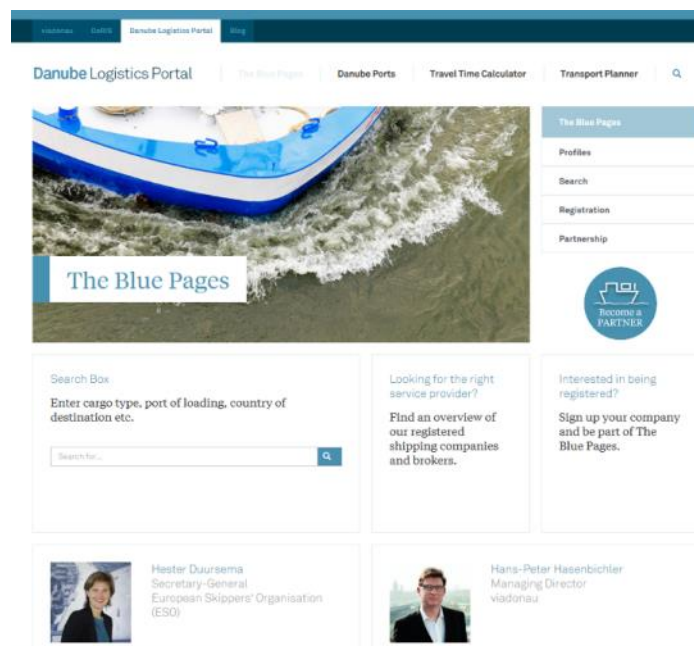 viadonau DoRIS Danube Logistics Portal Blog
Danube Logistics Portal The Blue Pages Danube Ports Travel Time Calculator Transport Planner
The Blue Pages
Profiles
Search
Registration
Partnership
The Blue Pages
Become a
PARTNER
Search Box
Enter cargo type, port of loading, country of
destination etc.
Search for...
Looking for the right
service provider?
Find an overview of
our registered
shipping companies
and brokers.
Interested in being
registered?
Sign up your company
and be part of The
Blue Pages.
Hester Duursema
Secretary-General
European Skippers' Organisation
(ESO)
Hans-Peter Hasenbichler
Managing Director
viadonau